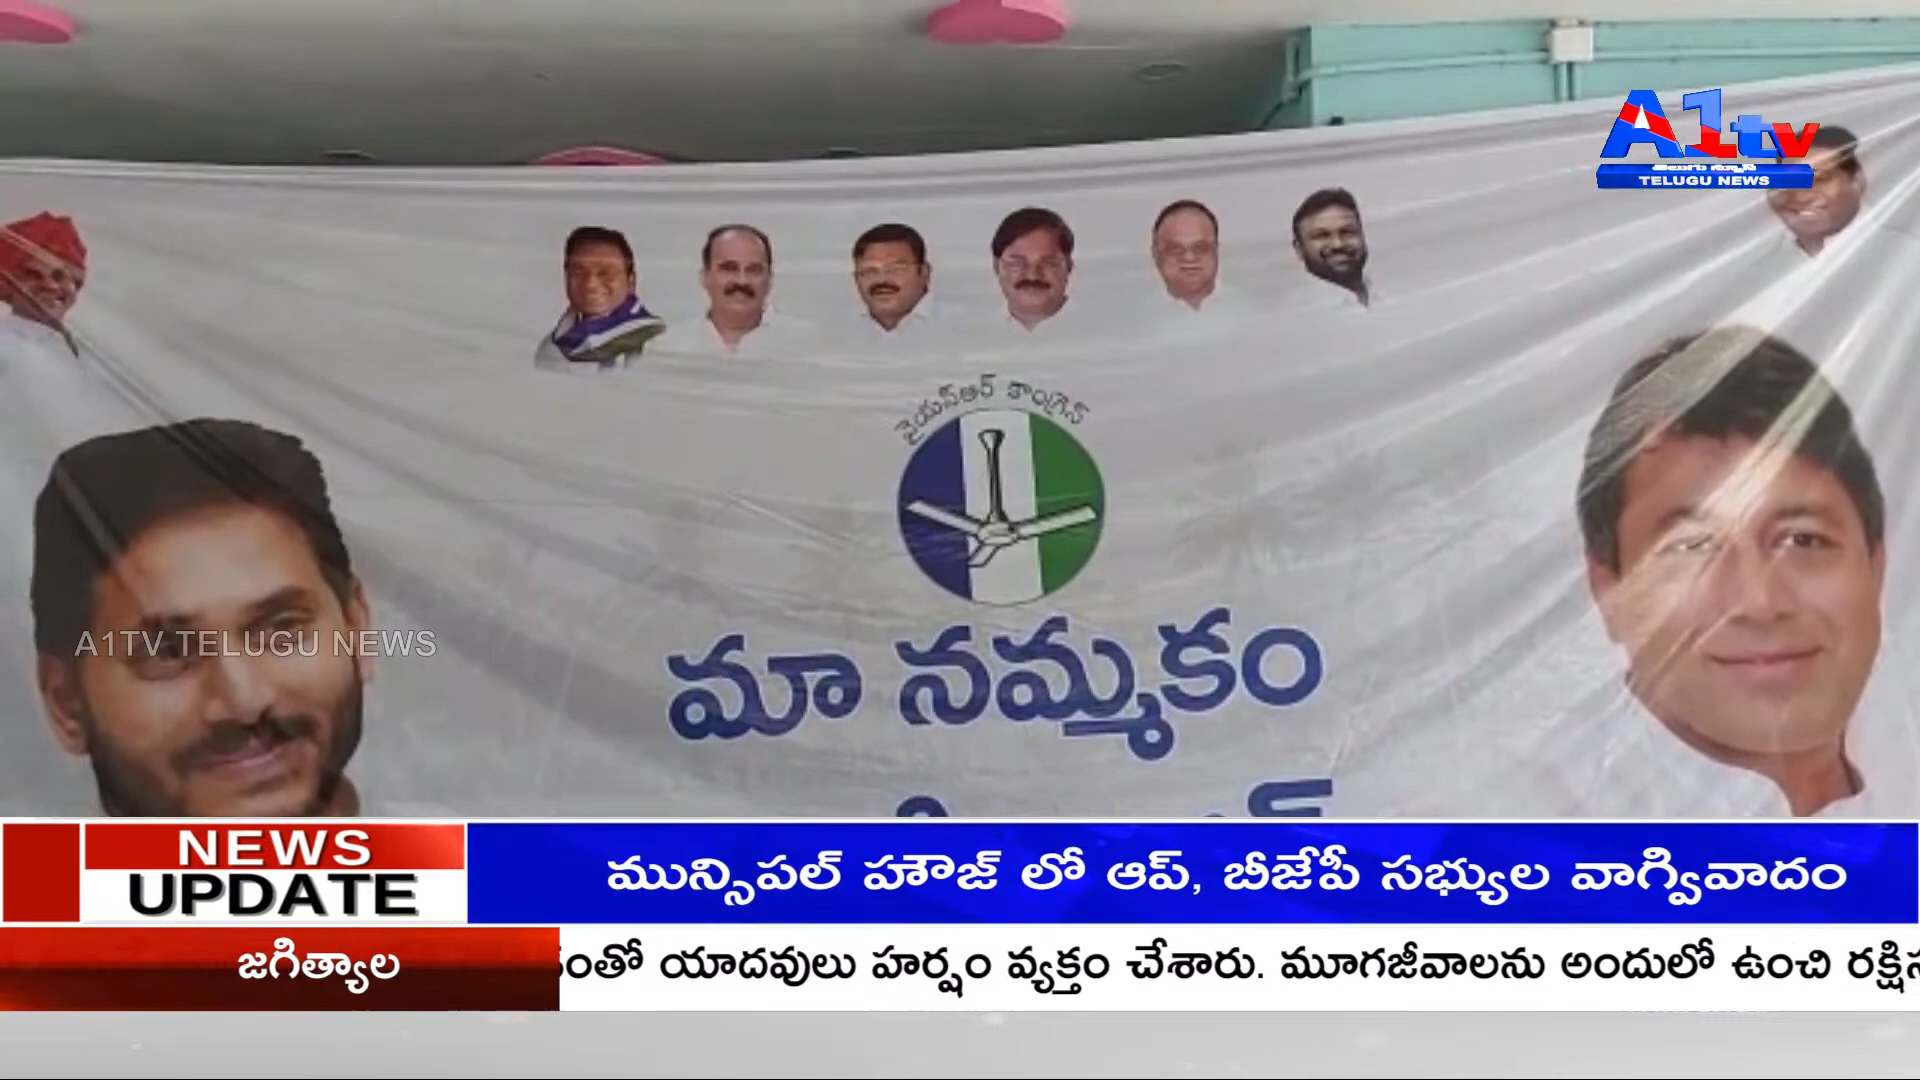 A1tv
తెలుగు న్యూస్
TELUGU NEWS
వైయస్ఆర్ కాంగ్రెస్
A1TV TELUGU NEWS
మా నమ్మకం
NEWS
UPDATE
మున్సిపల్ హౌజ్ లో ఆప్, బీజేపీ సభ్యుల వాగ్వివాదం
జగిత్యాల
యాదవులు హర్షం వ్యక్తం చేశారు. మూగజీవాలను అందులో ఉంచి